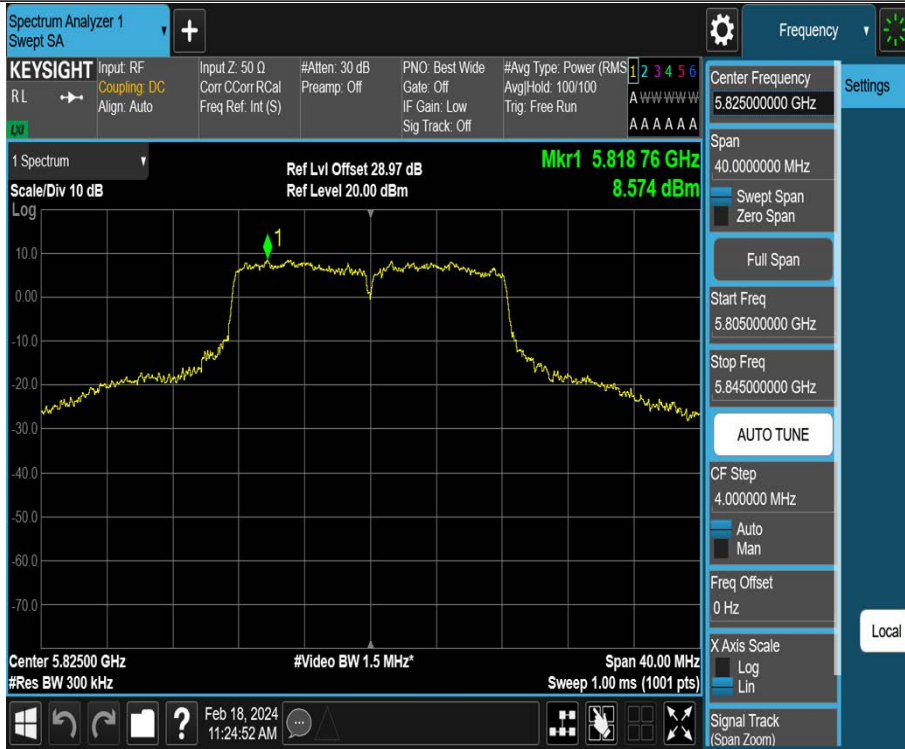 Spectrum Analyzer 1
Swept SA
+
Frequency
KEYSIGHT
RL
LXI
Input: RF
Coupling: DC
Align: Auto
Input Z: 50 Ω
Corr CCorr RCal
Freq Ref: Int (S)
#Atten: 30 dB
Preamp: Off
PNO: Best Wide
Gate: Off
IF Gain: Low
Sig Track: Off
#Avg Type: Power (RMS
Avg|Hold: 100/100
Trig: Free Run
1 2 3 4 5 6
A W W W W W
A A A A A A
Center Frequency
5.825000000 GHz
Settings
1 Spectrum
Scale/Div 10 dB
Log
Ref Lvl Offset 28.97 dB
Ref Level 20.00 dBm
Mkr1 5.818 76 GHz
8.574 dBm
1
10.0
0.00
-10.0
-20.0
-30.0
-40.0
-50.0
-60.0
-70.0
Span
40.0000000 MHz
Swept Span
Zero Span
Full Span
Start Freq
5.805000000 GHz
Stop Freq
5.845000000 GHz
AUTO TUNE
CF Step
4.000000 MHz
Auto
Man
Freq Offset
0 Hz
X Axis Scale
Log
Lin
Signal Track
(Span Zoom)
Local
Center 5.82500 GHz
#Res BW 300 kHz
#Video BW 1.5 MHz*
Span 40.00 MHz
Sweep 1.00 ms (1001 pts)
?
Feb 18, 2024
11:24:52 AM